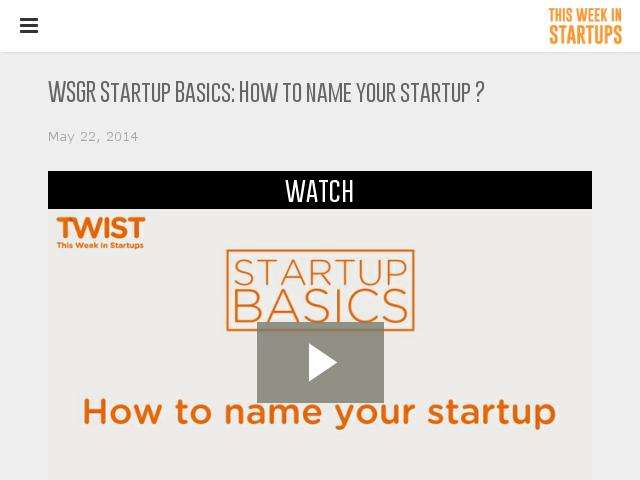 THIS WEEK IN
STARTUPS
WSGR Startup Basics: How to name your startup ?
May 22, 2014
WATCH
TWIST
This Week in Startups
STARTUP
BASICS
How to name your startup